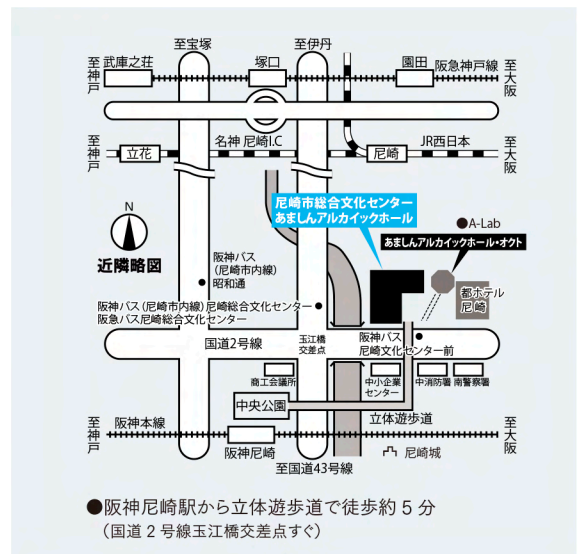 至宝塚
至伊丹
至神戸
武庫之荘
塚口
園田
阪急神戸線
至大阪
至神戸
立花
名神 尼崎I.C
尼崎
JR西日本
至大阪
尼崎市総合文化センター
あましんアルカイックホール
A-Lab
あましんアルカイックホール・オクト
N
近隣略図
都ホテル
尼崎
阪神バス
(尼崎市内線)
昭和通
阪神バス(尼崎市内線)尼崎総合文化センター
阪急バス尼崎総合文化センター
国道2号線
玉江橋
交差点
阪神バス
尼崎文化センター前
商工会議所
中小企業
センター
中消防署
南警察署
中央公園
立体遊歩道
至神戸
阪神本線
阪神尼崎
至国道43号線
尼崎城
至大阪
●阪神尼崎駅から立体遊歩道で徒歩約5分
(国道2号線玉江橋交差点すぐ)